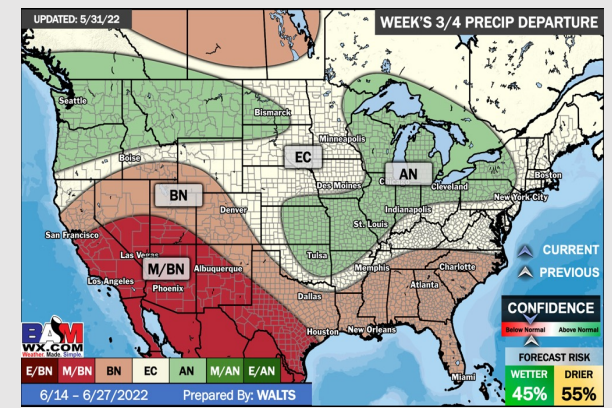 UPDATED: 5/31/22
WEEK'S 3/4 PRECIP DEPARTURE
Seattle
Bismarck
Minneapolis
EC
Boise
AN
Boston
BN
Des Moines
Cleveland
New York City
Denver
Indianapolis
San Francisco
St. Louis
Las Vegas
Tulsa
CURRENT
M/BN
Albuquerque
Memphis
Charlotte
PREVIOUS
Los Angeles
Phoenix
Atlanta
Dallas
CONFIDENCE
Houston
New Orleans
Below Normal
Above Normal
BAM
WX.COM
Weather. Made. Simple.
FORECAST RISK
E/BN M/BN BN EC AN M/AN E/AN
Miami
WETTER DRIER
6/14 – 6/27/2022 Prepared By: WALTS
45% 55%